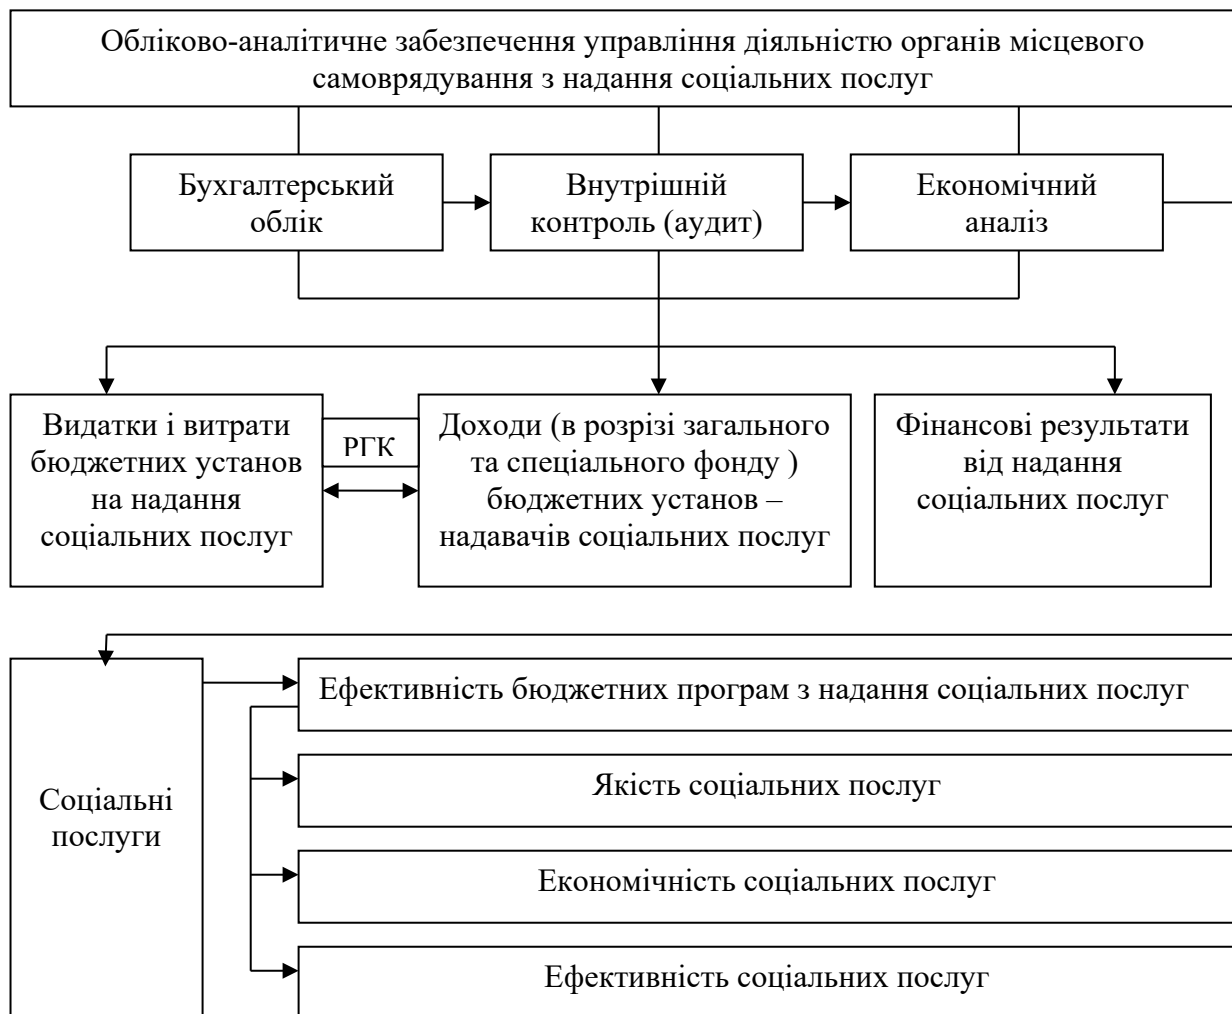 Обліково-аналітичне забезпечення управління діяльністю органів місцевого
самоврядування з надання соціальних послуг
Бухгалтерський
облік
Внутрішній
контроль (аудит)
Економічний
аналіз
Видатки і витрати
бюджетних установ
на надання
соціальних послуг
РГК
Доходы (в розрізі загального
та спеціального фонду )
бюджетних установ –
надавачів соціальних послуг
Фінансові результати
від надання
соціальних послуг
Соціальні
послуги
Ефективність бюджетних програм з надання соціальних послуг
Якість соціальних послуг
Економічність соціальних послуг
Ефективність соціальних послуг